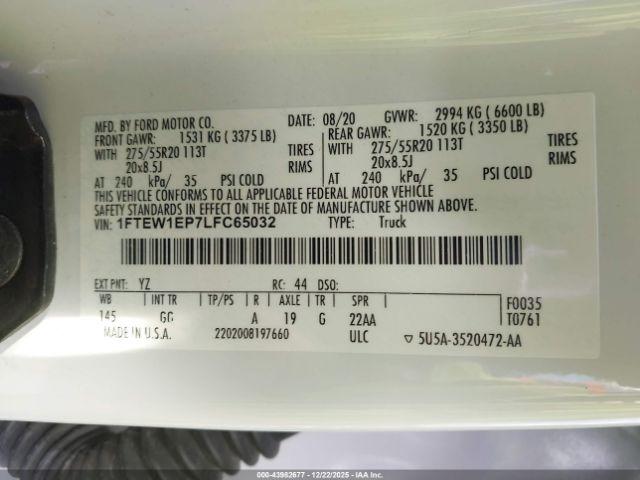 MFD. BY FORD MOTOR CO. DATE: 08/20 GVWR: 2994 KG ( 6600 LB)
FRONT GAWR: 1531 KG ( 3375 LB) REAR GAWR: 1520 KG ( 3350 LB)
WITH 275/55R20 113T TIRES WITH 275/55R20 113T TIRES
20x8.5J RIMS 20x8.5J RIMS
AT 240 kPa/ 35 PSI COLD AT 240 kPa/ 35 PSI COLD
THIS VEHICLE CONFORMS TO ALL APPLICABLE FEDERAL MOTOR VEHICLE
SAFETY STANDARDS IN EFFECT ON THE DATE OF MANUFACTURE SHOWN ABOVE.
VIN: 1FTEW1EP7LFC65032 TYPE: Truck
EXT PNT: YZ RC: 44 DSO: F0035
WB INT TR TP/PS R AXLE TR SPR T0761
145 GG A 19 G 22AA
MADE IN U.S.A. 2202008197660 ULC ▽ 5U5A-3520472-AA
000-43982677 - 12/22/2025 - IAAI.COM